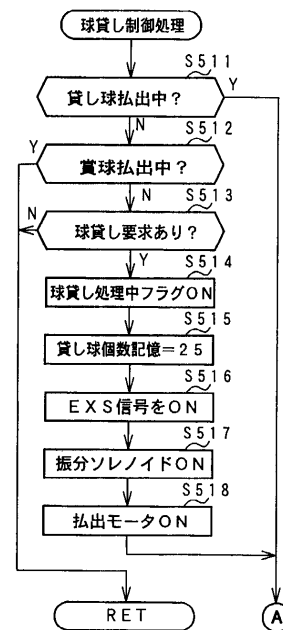 球貸し制御処理
S511
貸し球払出中？
Y
N
S512
Y
賞球払出中？
N
S513
N
球貸し要求あり？
Y
S514
球貸し処理中フラグON
S515
貸し球個数記憶＝25
S516
EXS信号をON
S517
振分ソレノイドON
S518
払出モータON
RET
A